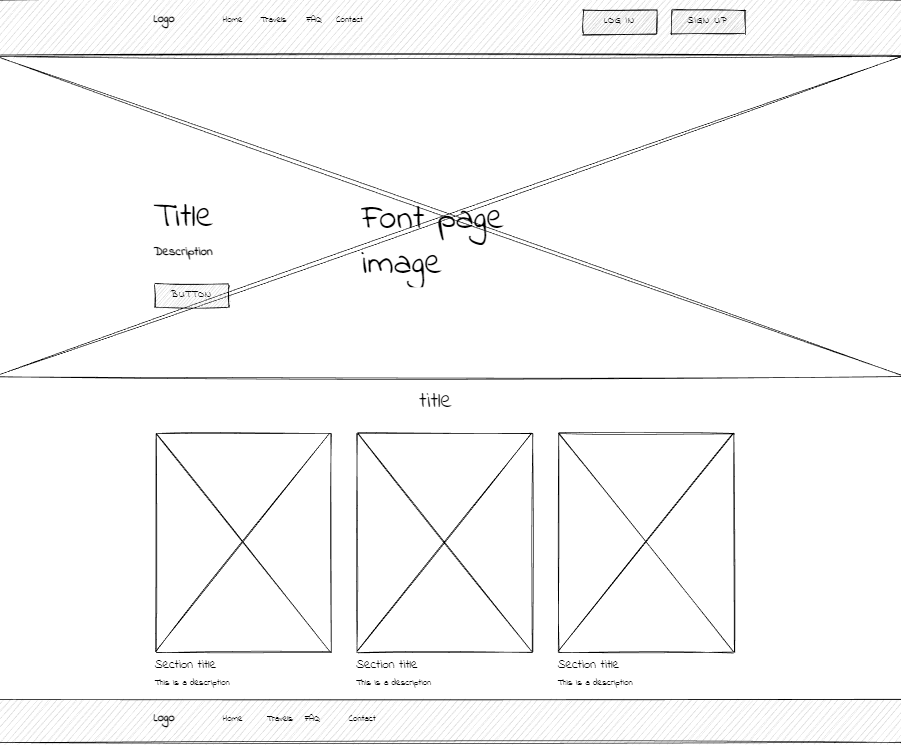 Logo Home Travels FAQ Contact LOG IN SIGN UP
Title
Font page
image
Description
BUTTON
title
Section title Section title Section title
This is a description This is a description This is a description
Logo Home Travels FAQ Contact